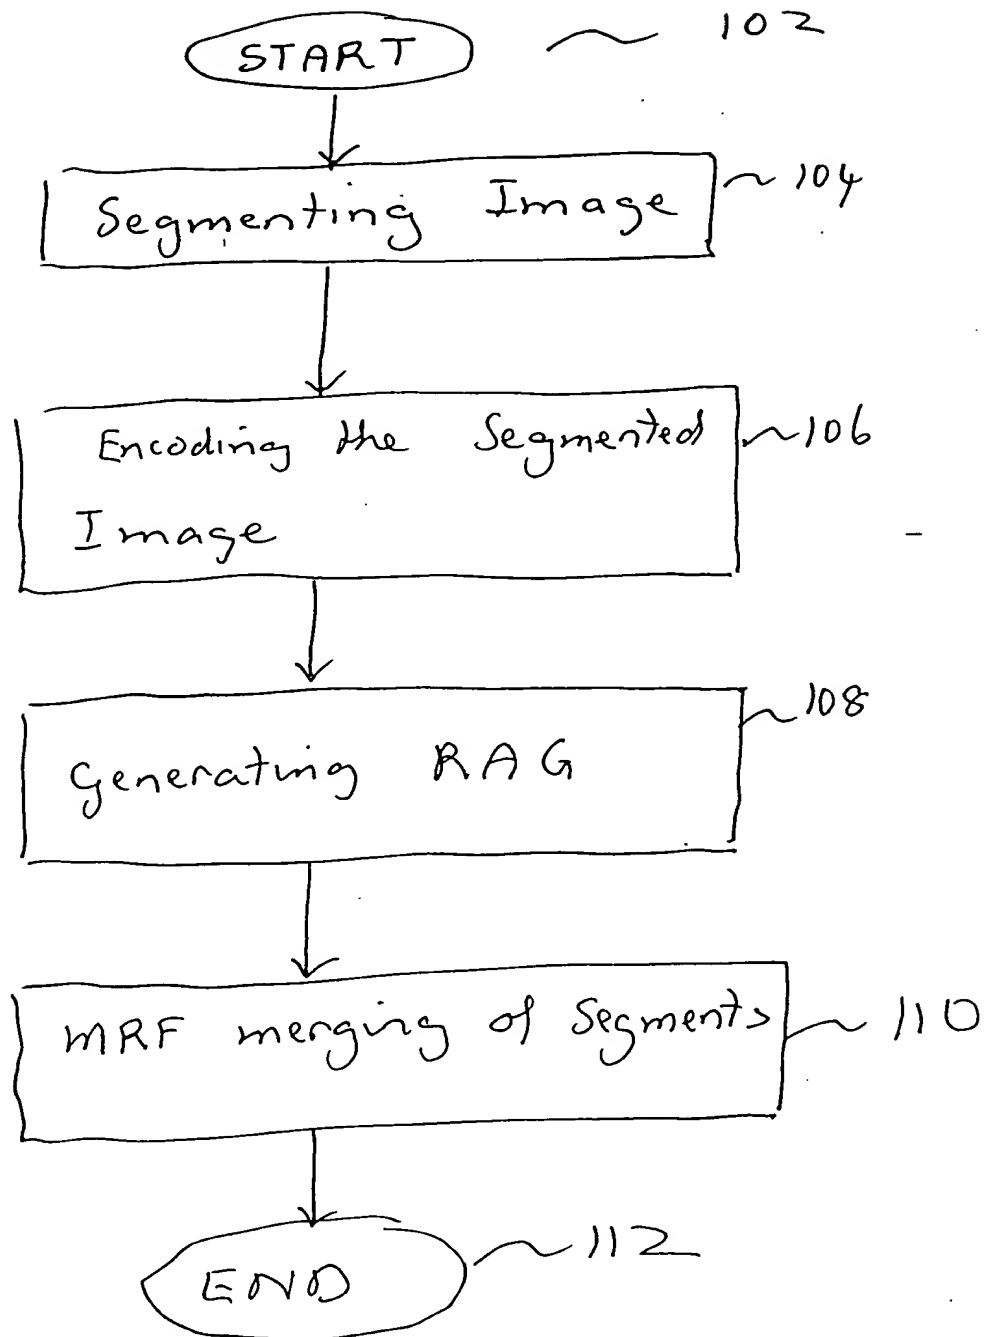 START 102
Segmenting Image 104
Encoding the Segmented 106
Image
Generating RAG 108
MRF merging of Segments 110
END 112